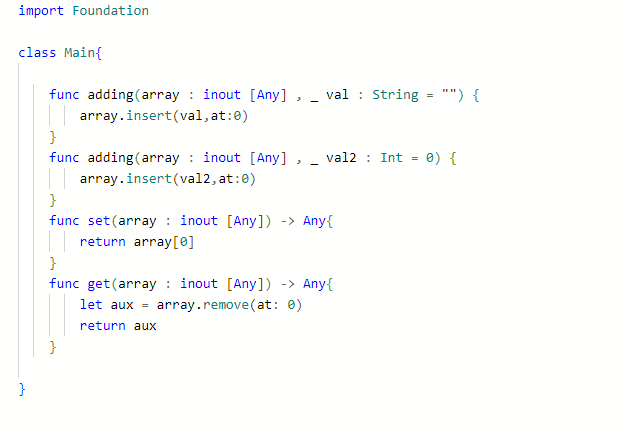 import Foundation
class Main{
func adding(array : inout [Any] , _ val : String = "") {
array.insert(val,at:0)
}
func adding(array : inout [Any] , _ val2 : Int = 0) {
array.insert(val2,at:0)
}
func set(array : inout [Any]) -> Any{
return array[0]
}
func get(array : inout [Any]) -> Any{
let aux = array.remove(at: 0)
return aux
}
}